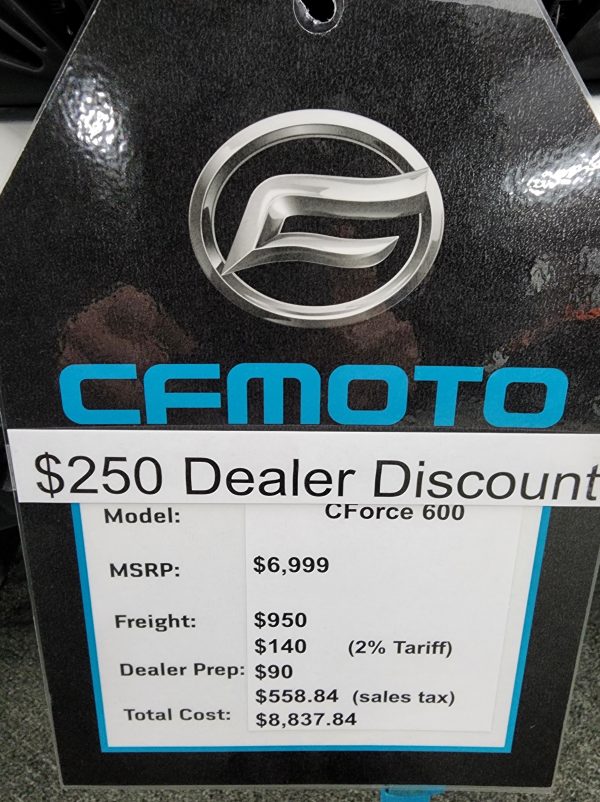 CFMOTO
$250 Dealer Discount
Model: CForce 600
MSRP: $6,999
Freight: $950
$140 (2% Tariff)
Dealer Prep: $90
$558.84 (sales tax)
Total Cost: $8,837.84